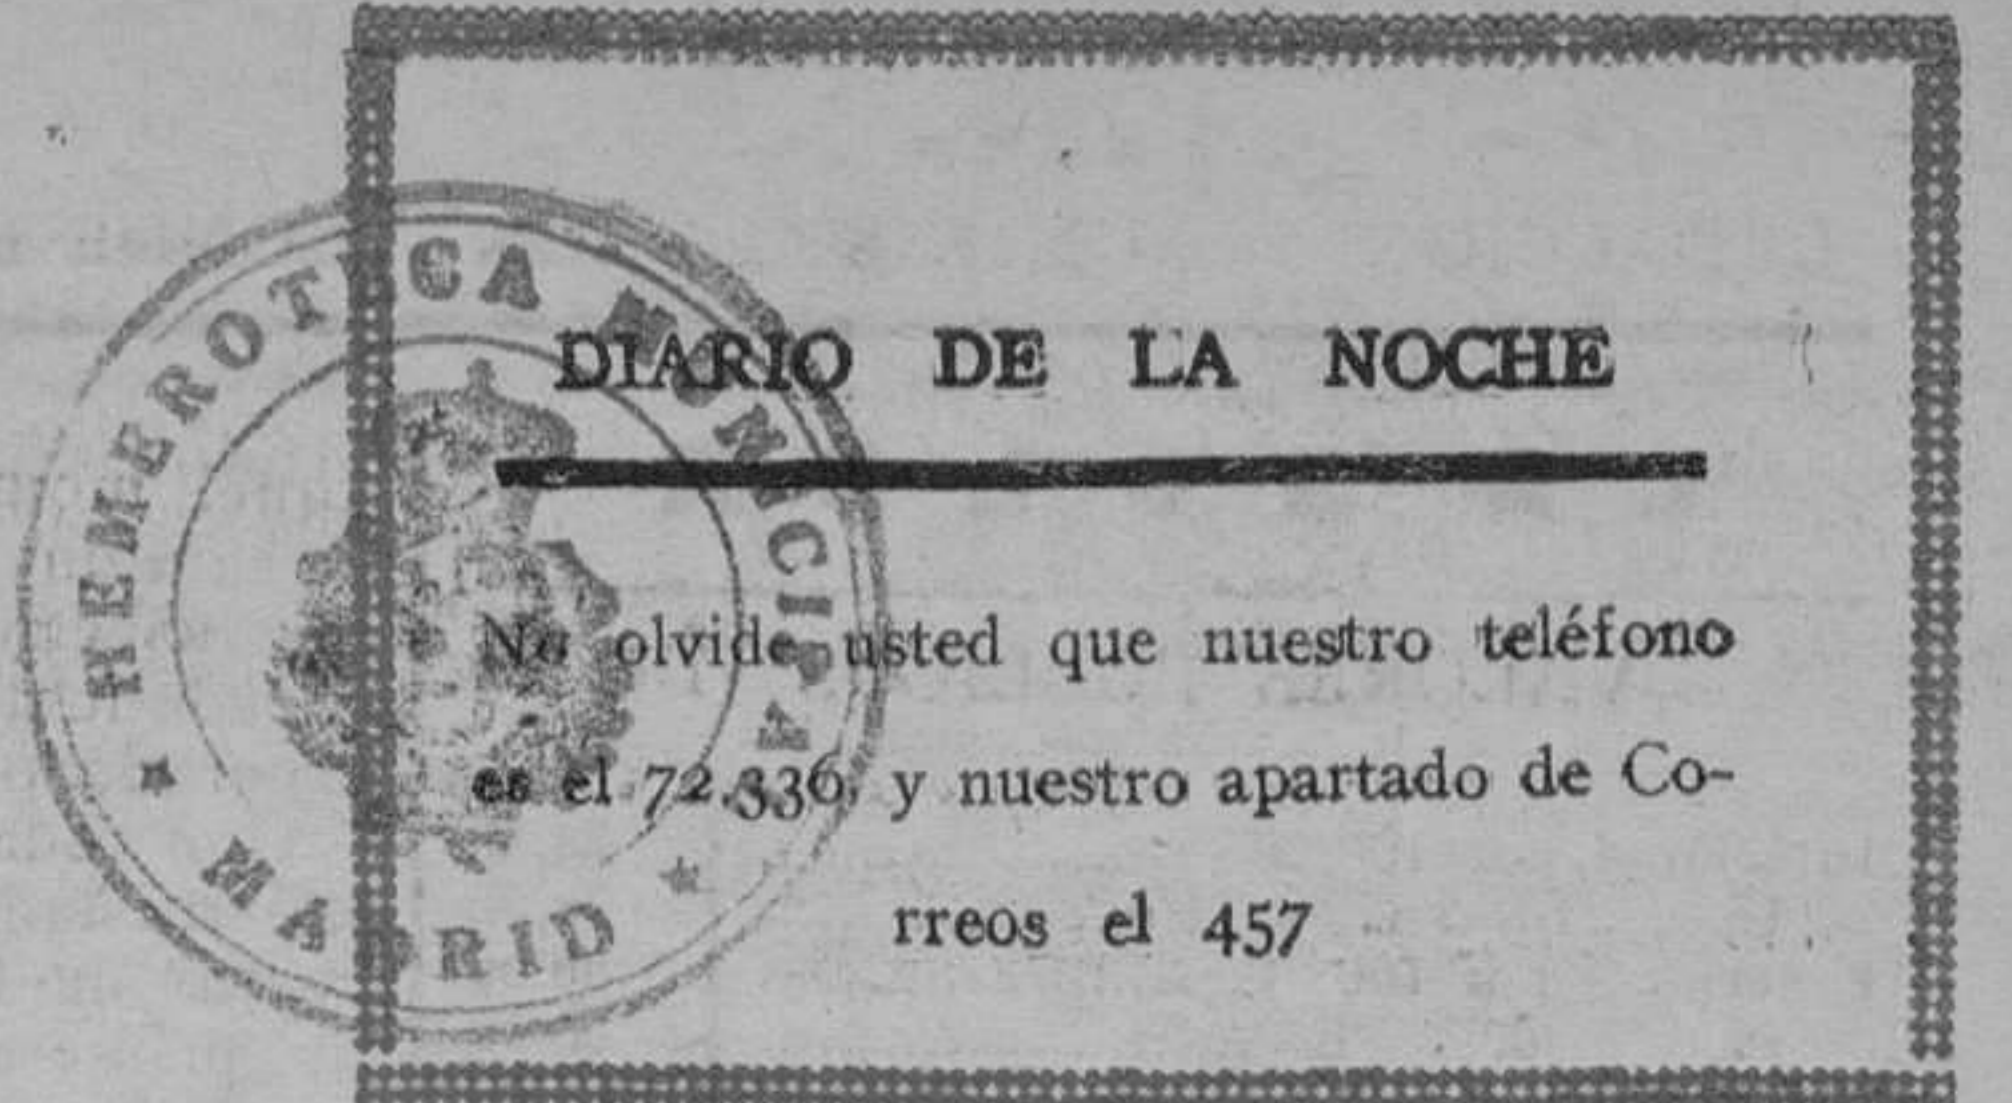 HEMEROTECA MUNICIPAL
MADRID
DIARIO DE LA NOCHE
No olvide usted que nuestro teléfono
es el 72.336, y nuestro apartado de Co-
rreos el 457